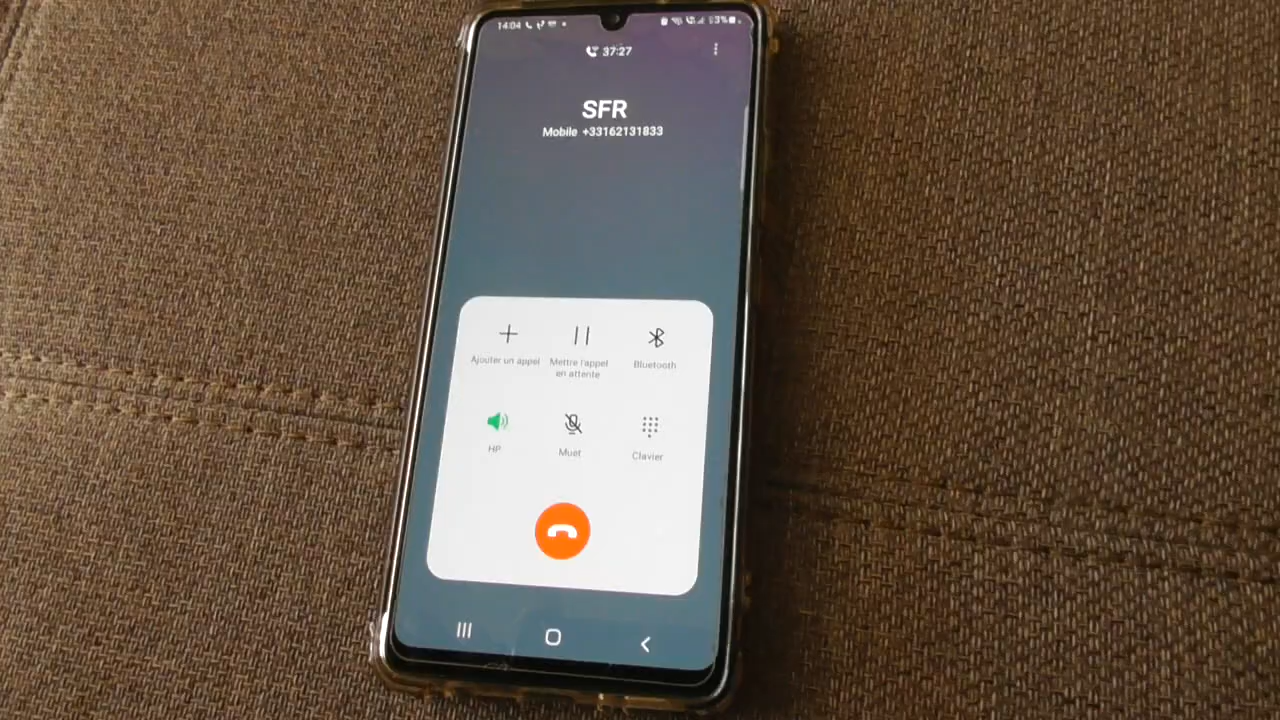 14:04
37:27
SFR
Mobile +33162131833
Ajouter un appel
Mettre l'appel
en attente
Bluetooth
HP
Muet
Clavier